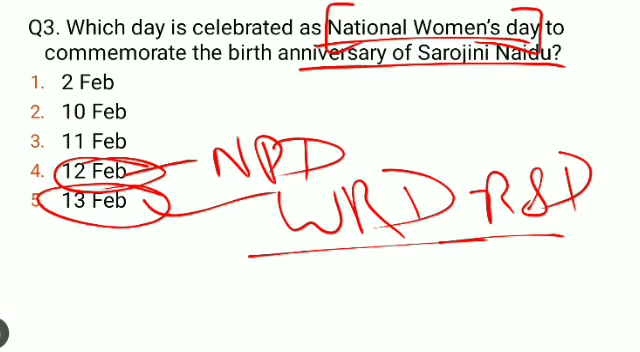 Q3. Which day is celebrated as National Women's day to
commemorate the birth anniversary of Sarojini Naidu?
1. 2 Feb
2. 10 Feb
3. 11 Feb
4. 12 Feb NPD
5. 13 Feb WRD RSD